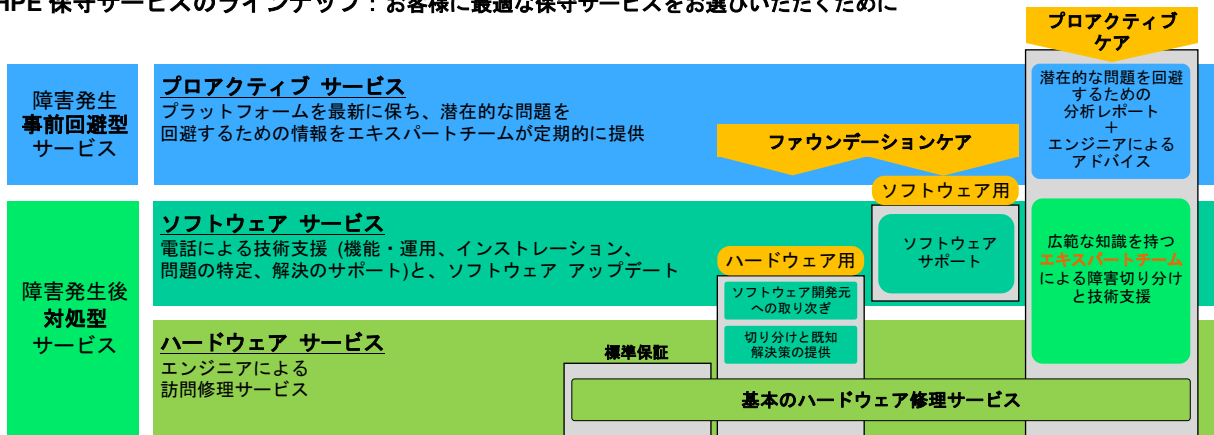 HPE 保守サービスのラインナップ：お客様に最適な保守サービスをお選びいただくために
プロアクティブ
ケア
障害発生
事前回避型
サービス
プロアクティブ サービス
プラットフォームを最新に保ち、潜在的な問題を
回避するための情報をエキスパートチームが定期的に提供
ファウンデーションケア
潜在的な問題を回避
するための
分析レポート
＋
エンジニアによる
アドバイス
障害発生後
対処型
サービス
ソフトウェア サービス
電話による技術支援 (機能・運用、インストレーション、
問題の特定、解決のサポート)と、ソフトウェア アップデート
ソフトウェア用
ソフトウェア
サポート
ハードウェア用
ソフトウェア開発元
への取り次ぎ
切り分けと既知
解決策の提供
広範な知識を持つ
エキスパートチーム
による障害切り分け
と技術支援
ハードウェア サービス
エンジニアによる
訪問修理サービス
標準保証
基本のハードウェア修理サービス